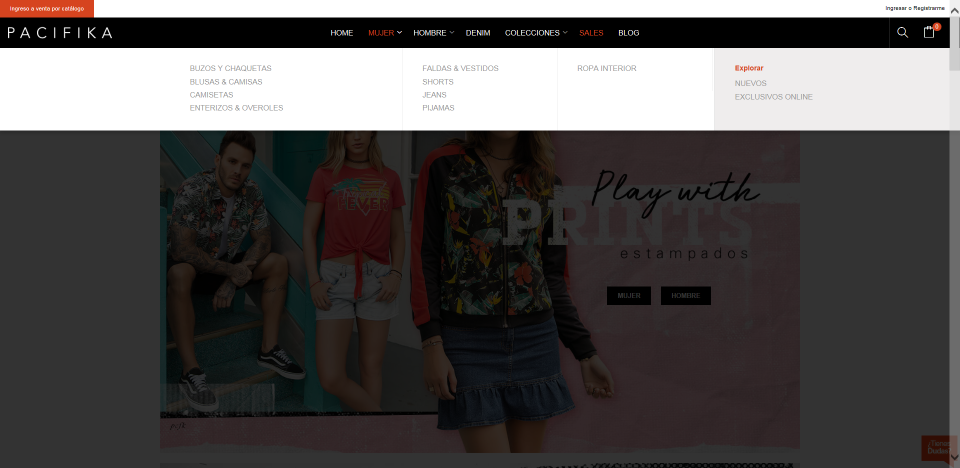 Ingreso a venta por catálogo
Ingresar o Registrarme
PACIFIKA
HOME MUJER HOMBRE DENIM COLECCIONES SALES BLOG
0
BUZOS Y CHAQUETAS
BLUSAS & CAMISAS
CAMISETAS
ENTERIZOS & OVEROLES
FALDAS & VESTIDOS
SHORTS
JEANS
PIJAMAS
ROPA INTERIOR
Explorar
NUEVOS
EXCLUSIVOS ONLINE
Play with
PRINTS
estampados
MUJER HOMBRE